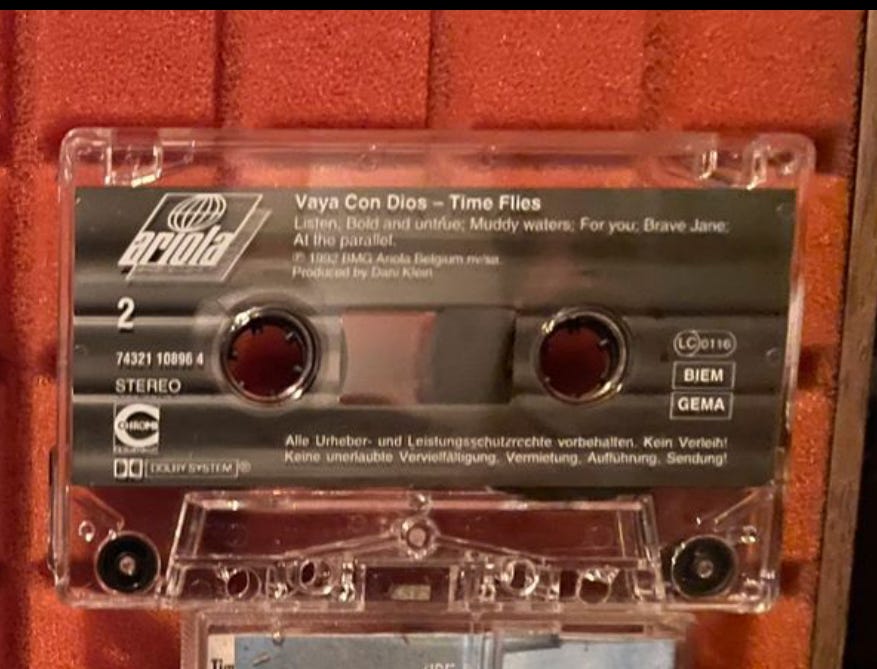 ariola
Vaya Con Dios – Time Flies
Listen, Bold and untrue; Muddy waters; For you; Brave Jane;
At the parallel.
℗ 1992 BMG Ariola Belgium nv/sa
Produced by Dani Klein
2
74321 10896 4
STEREO
CHROME
DOLBY SYSTEM ®
LC 0116
BIEM
GEMA
Alle Urheber- und Leistungsschutzrechte vorbehalten. Kein Verleih!
Keine unerlaubte Vervielfältigung, Vermietung, Aufführung, Sendung!